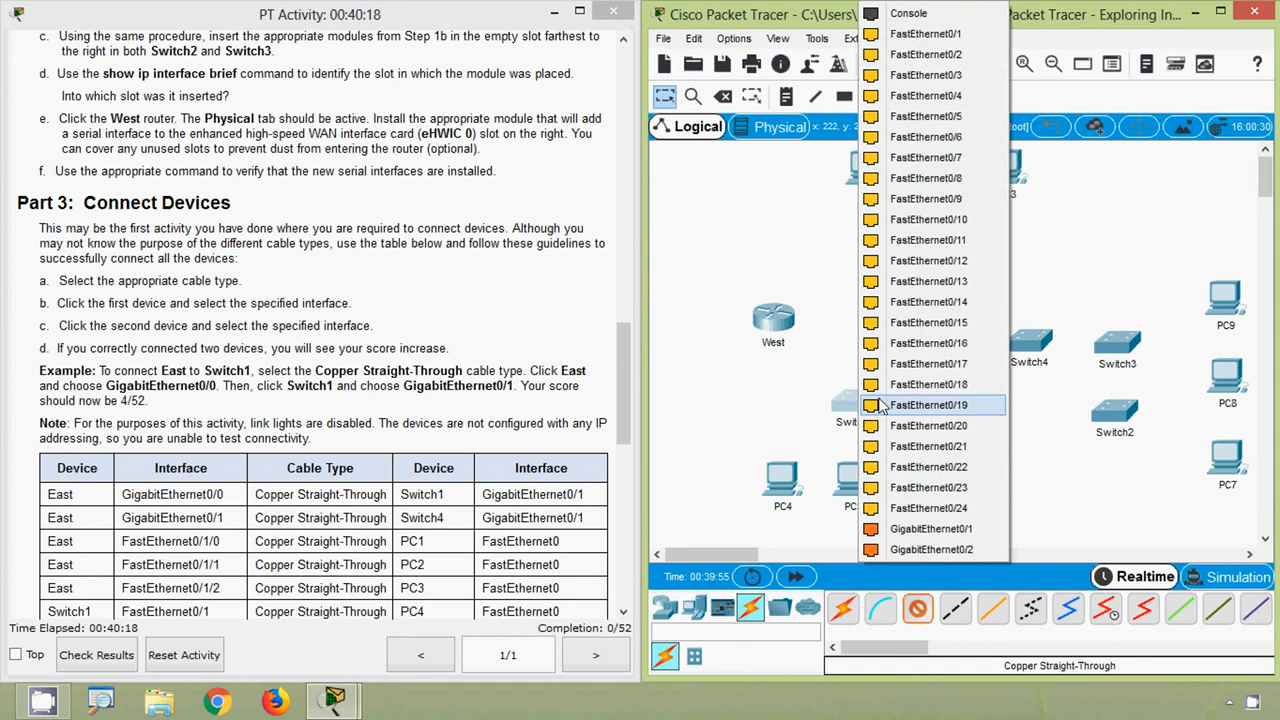 PT Activity: 00:40:18
c. Using the same procedure, insert the appropriate modules from Step 1b in the empty slot farthest to
the right in both Switch2 and Switch3.
d. Use the show ip interface brief command to identify the slot in which the module was placed.
Into which slot was it inserted?
e. Click the West router. The Physical tab should be active. Install the appropriate module that will add
a serial interface to the enhanced high-speed WAN interface card (eHWIC 0) slot on the right. You
can cover any unused slots to prevent dust from entering the router (optional).
f. Use the appropriate command to verify that the new serial interfaces are installed.
Part 3: Connect Devices
This may be the first activity you have done where you are required to connect devices. Although you
may not know the purpose of the different cable types, use the table below and follow these guidelines to
successfully connect all the devices:
a. Select the appropriate cable type.
b. Click the first device and select the specified interface.
c. Click the second device and select the specified interface.
d. If you correctly connected two devices, you will see your score increase.
Example: To connect East to Switch1, select the Copper Straight-Through cable type. Click East
and choose GigabitEthernet0/0. Then, click Switch1 and choose GigabitEthernet0/1. Your score
should now be 4/52.
Note: For the purposes of this activity, link lights are disabled. The devices are not configured with any IP
addressing, so you are unable to test connectivity.
Device Interface Cable Type Device Interface
East GigabitEthernet0/0 Copper Straight-Through Switch1 GigabitEthernet0/1
East GigabitEthernet0/1 Copper Straight-Through Switch4 GigabitEthernet0/1
East FastEthernet0/1/0 Copper Straight-Through PC1 FastEthernet0
East FastEthernet0/1/1 Copper Straight-Through PC2 FastEthernet0
East FastEthernet0/1/2 Copper Straight-Through PC3 FastEthernet0
Switch1 FastEthernet0/1 Copper Straight-Through PC4 FastEthernet0
Time Elapsed: 00:40:18 Completion: 0/52
Top Check Results Reset Activity < 1/1 >
Cisco Packet Tracer - C:\Users\ Packet Tracer - Exploring In...
File Edit Options View Tools Ext
?
Logical Physical x: 222, y: 2 oot] 16:00:30
Console
FastEthernet0/1
FastEthernet0/2
FastEthernet0/3
FastEthernet0/4
FastEthernet0/5
FastEthernet0/6
FastEthernet0/7
FastEthernet0/8
FastEthernet0/9
FastEthernet0/10
FastEthernet0/11
FastEthernet0/12
FastEthernet0/13
FastEthernet0/14
FastEthernet0/15
FastEthernet0/16
FastEthernet0/17
FastEthernet0/18
FastEthernet0/19
FastEthernet0/20
FastEthernet0/21
FastEthernet0/22
FastEthernet0/23
FastEthernet0/24
GigabitEthernet0/1
GigabitEthernet0/2
3
PC9
West
Switch4
Switch3
PC8
Swit
Switch2
PC7
PC4
PC
Time: 00:39:55 Realtime Simulation
Copper Straight-Through